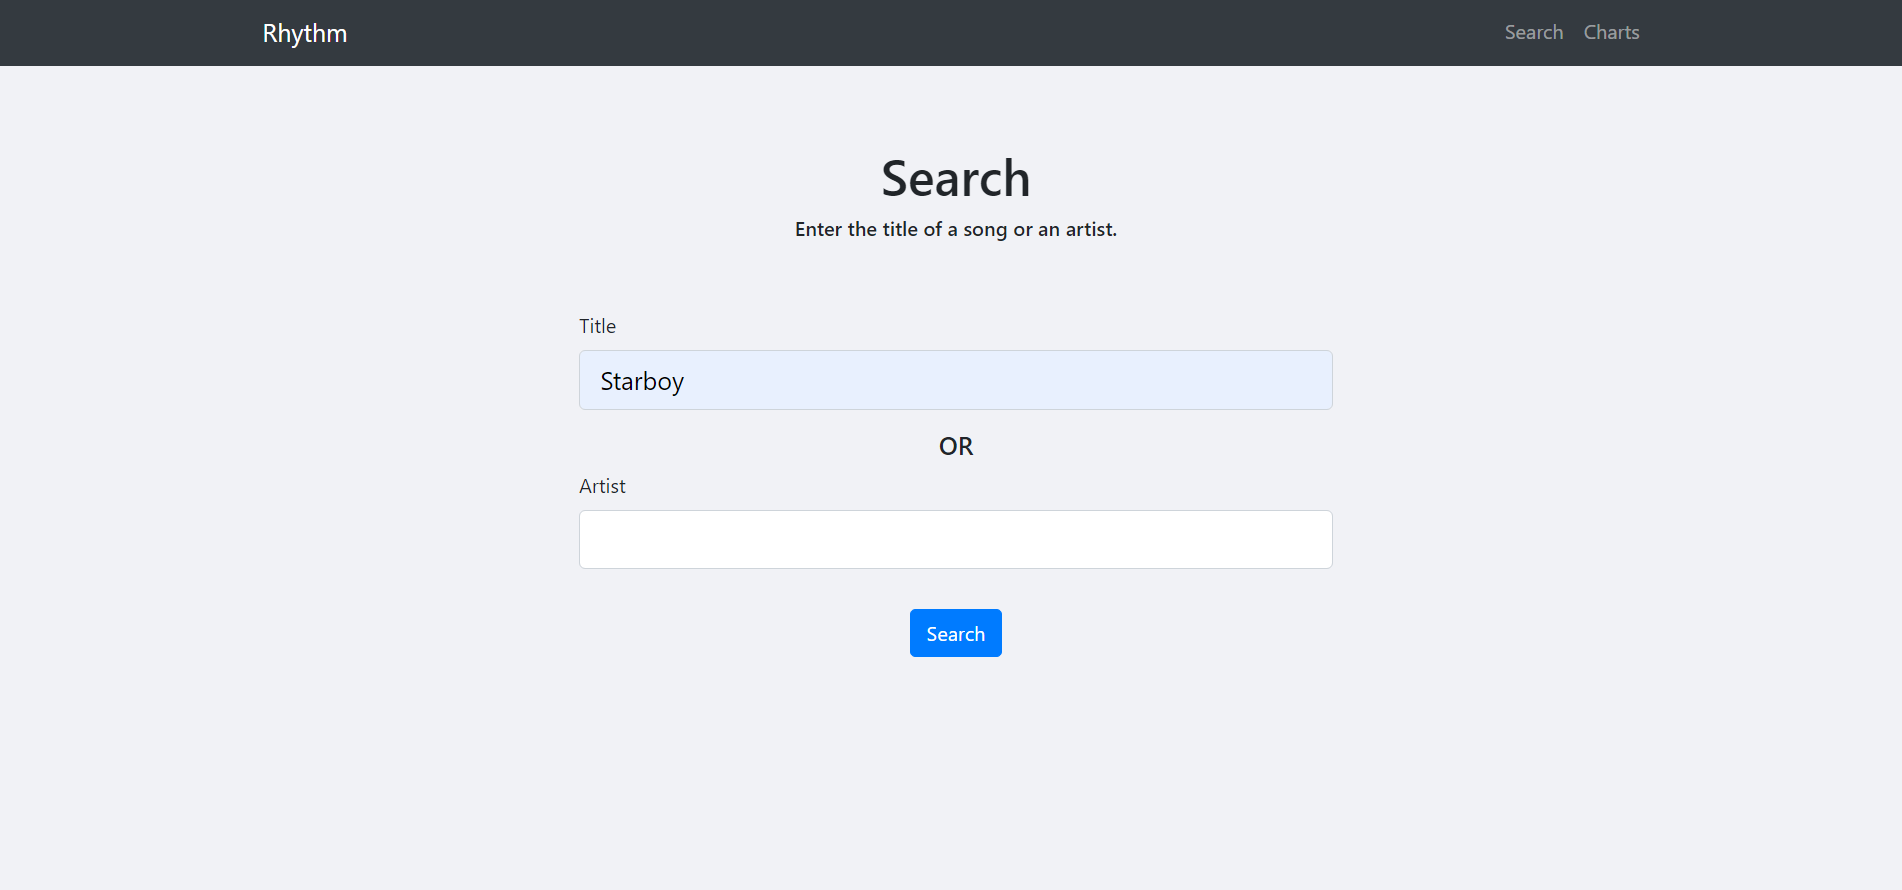 Rhythm Search Charts
Search
Enter the title of a song or an artist.
Title
Starboy
OR
Artist
Search